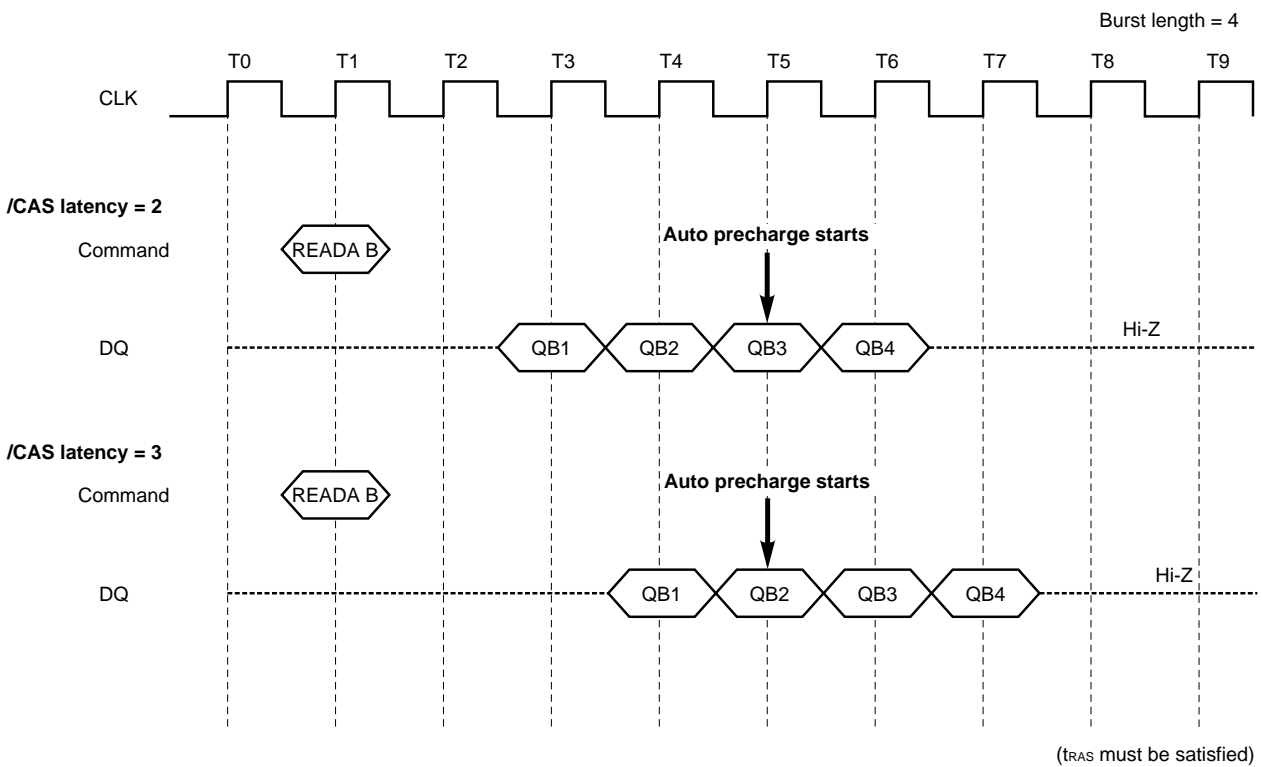 Burst length = 4
T0 T1 T2 T3 T4 T5 T6 T7 T8 T9
CLK
/CAS latency = 2
Auto precharge starts
Command READA B
Hi-Z
DQ QB1 QB2 QB3 QB4
/CAS latency = 3
Auto precharge starts
Command READA B
Hi-Z
DQ QB1 QB2 QB3 QB4
(tRAS must be satisfied)